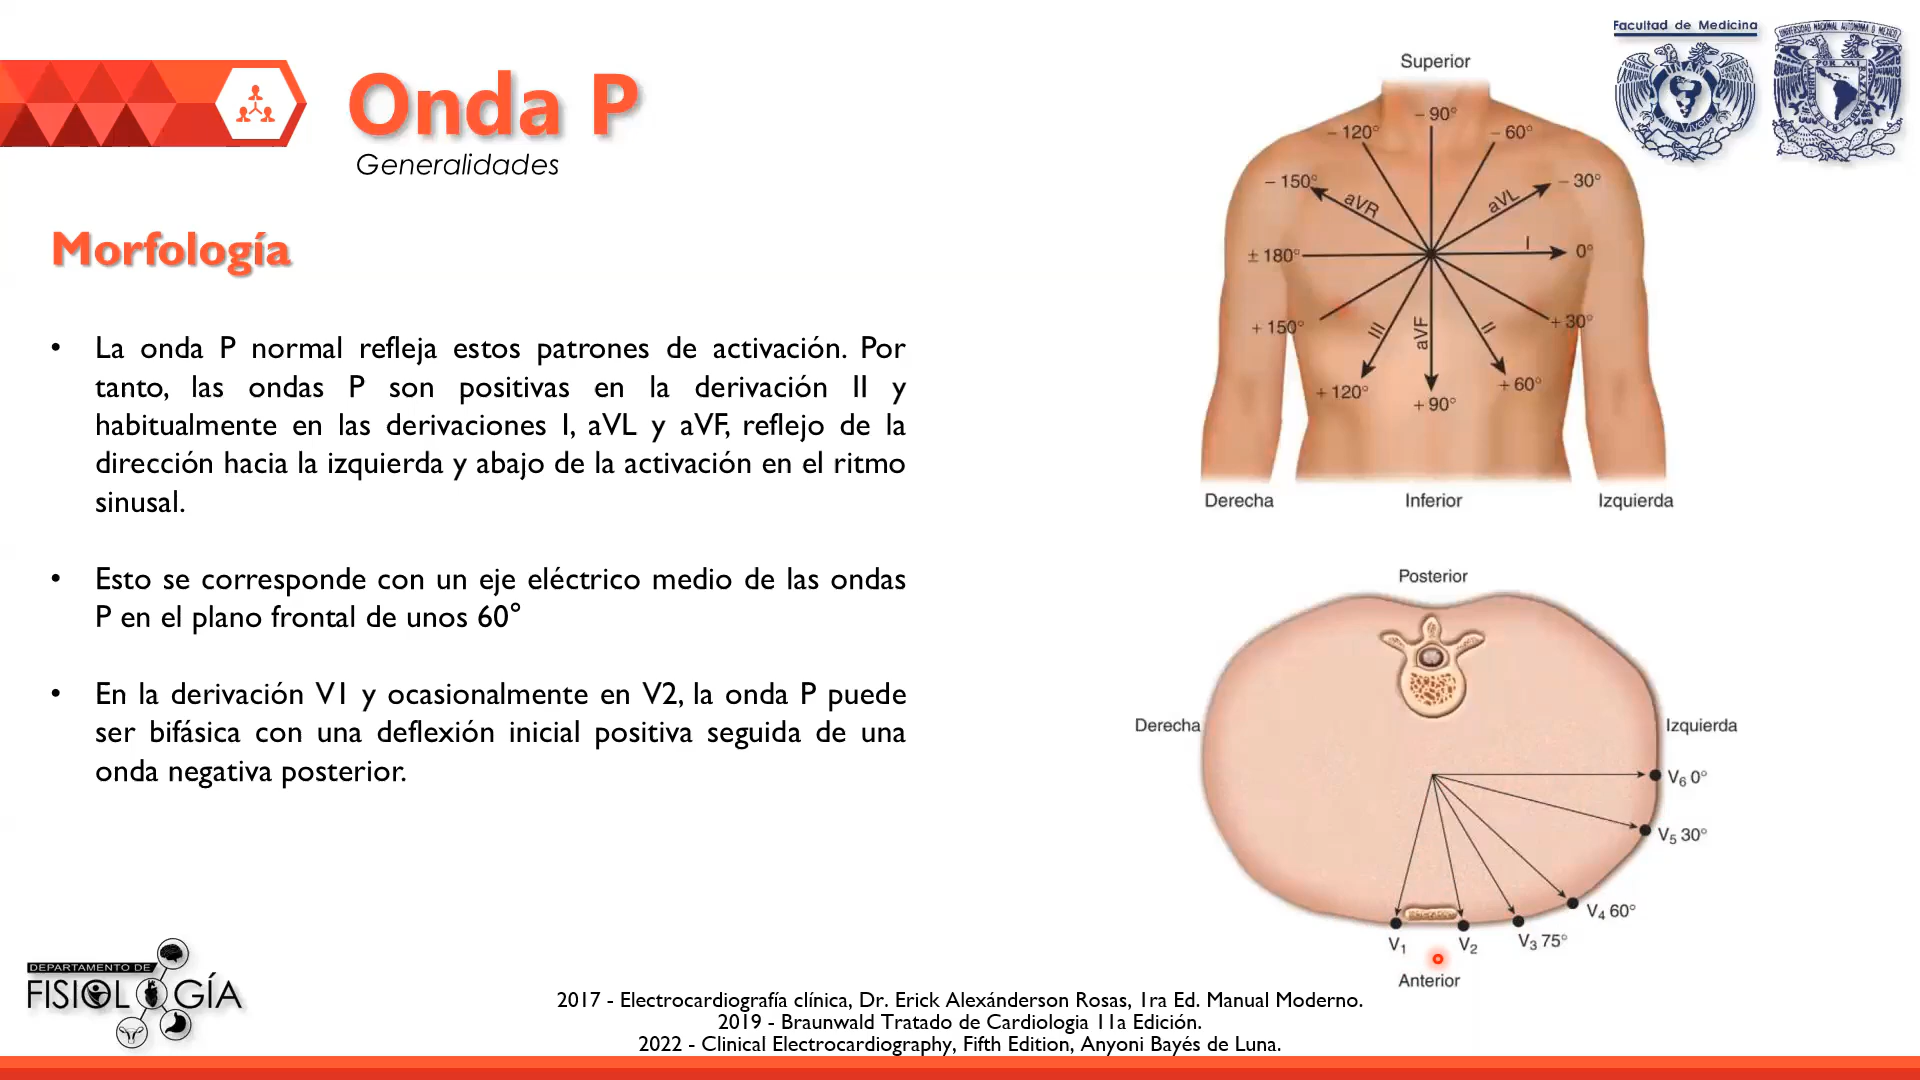 Facultad de Medicina
UNIVERSIDAD NACIONAL AUTONOMA D MEXICO
POR MI
UNAM
Onda P
Generalidades
Morfología
• La onda P normal refleja estos patrones de activación. Por
tanto, las ondas P son positivas en la derivación II y
habitualmente en las derivaciones I, aVL y aVF, reflejo de la
dirección hacia la izquierda y abajo de la activación en el ritmo
sinusal.
• Esto se corresponde con un eje eléctrico medio de las ondas
P en el plano frontal de unos 60°
• En la derivación V1 y ocasionalmente en V2, la onda P puede
ser bifásica con una deflexión inicial positiva seguida de una
onda negativa posterior.
Superior
– 90°
– 120°
– 60°
– 150°
– 30°
aVR
aVL
I
± 180°
0°
+ 150°
+ 30°
III
aVF
II
+ 120°
+ 90°
+ 60°
Derecha
Inferior
Izquierda
Posterior
Derecha
Izquierda
V6 0°
V5 30°
V4 60°
V3 75°
V2
V1
Anterior
DEPARTAMENTO DE
FISIOLOGÍA
2017 - Electrocardiografía clínica, Dr. Erick Alexánderson Rosas, 1ra Ed. Manual Moderno.
2019 - Braunwald Tratado de Cardiologia 11a Edición.
2022 - Clinical Electrocardiography, Fifth Edition, Anyoni Bayés de Luna.